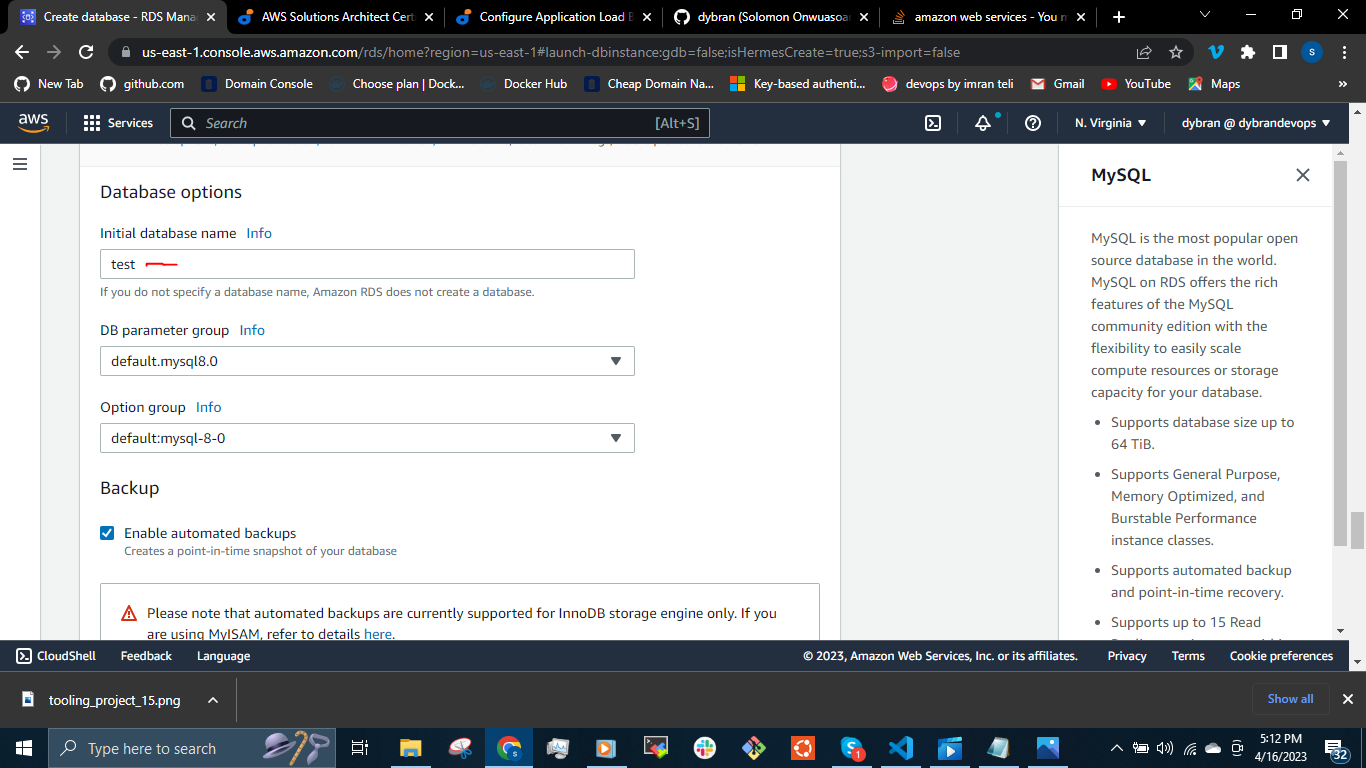 Create database - RDS Mana
AWS Solutions Architect Cert
Configure Application Load B
dybran (Solomon Onwuasoan
amazon web services - You n
us-east-1.console.aws.amazon.com/rds/home?region=us-east-1#launch-dbinstance:gdb=false;isHermesCreate=true;s3-import=false
S
New Tab
github.com
Domain Console
Choose plan | Dock...
Docker Hub
Cheap Domain Na...
Key-based authenti...
devops by imran teli
Gmail
YouTube
Maps
»
aws
Services
Search
[Alt+S]
N. Virginia
dybran @ dybrandevops
Database options
Initial database name Info
test
If you do not specify a database name, Amazon RDS does not create a database.
DB parameter group Info
default.mysql8.0
Option group Info
default:mysql-8-0
Backup
Enable automated backups
Creates a point-in-time snapshot of your database
Please note that automated backups are currently supported for InnoDB storage engine only. If you
are using MyISAM, refer to details here.
MySQL
MySQL is the most popular open
source database in the world.
MySQL on RDS offers the rich
features of the MySQL
community edition with the
flexibility to easily scale
compute resources or storage
capacity for your database.
• Supports database size up to
64 TiB.
• Supports General Purpose,
Memory Optimized, and
Burstable Performance
instance classes.
• Supports automated backup
and point-in-time recovery.
• Supports up to 15 Read
CloudShell
Feedback
Language
© 2023, Amazon Web Services, Inc. or its affiliates.
Privacy
Terms
Cookie preferences
tooling_project_15.png
Show all
Type here to search
1
5:12 PM
4/16/2023
32